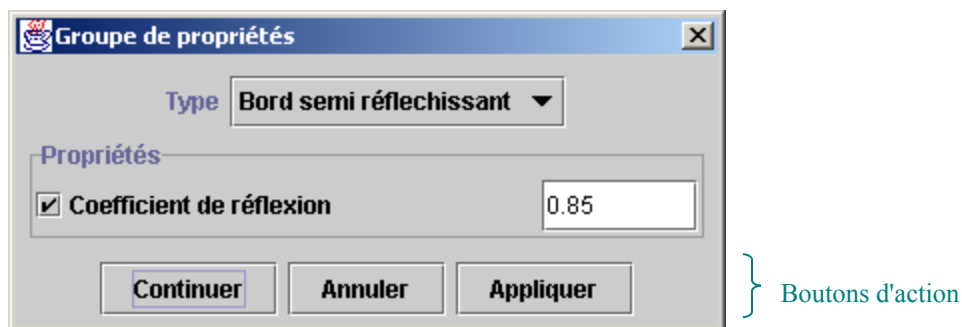 Groupe de propriétés
Type Bord semi réflechissant
Propriétés
Coefficient de réflexion 0.85
Continuer Annuler Appliquer
Boutons d'action